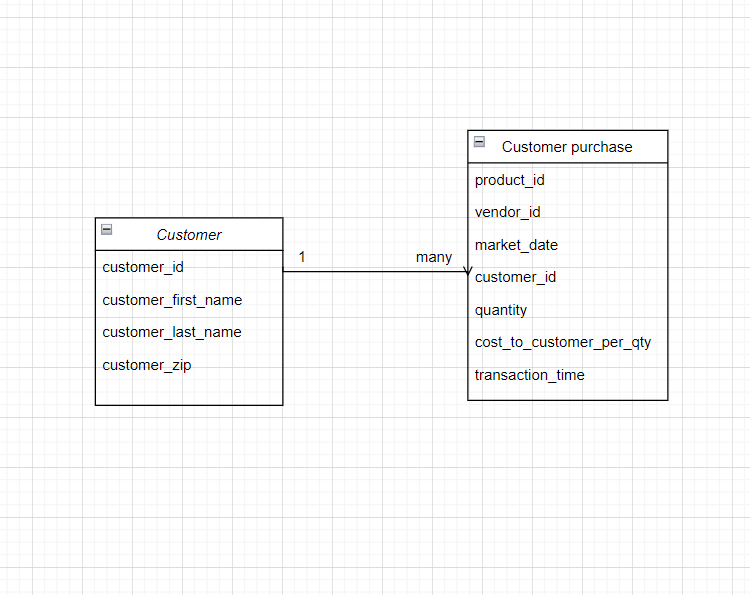 Customer
customer_id
customer_first_name
customer_last_name
customer_zip
1
many
Customer purchase
product_id
vendor_id
market_date
customer_id
quantity
cost_to_customer_per_qty
transaction_time